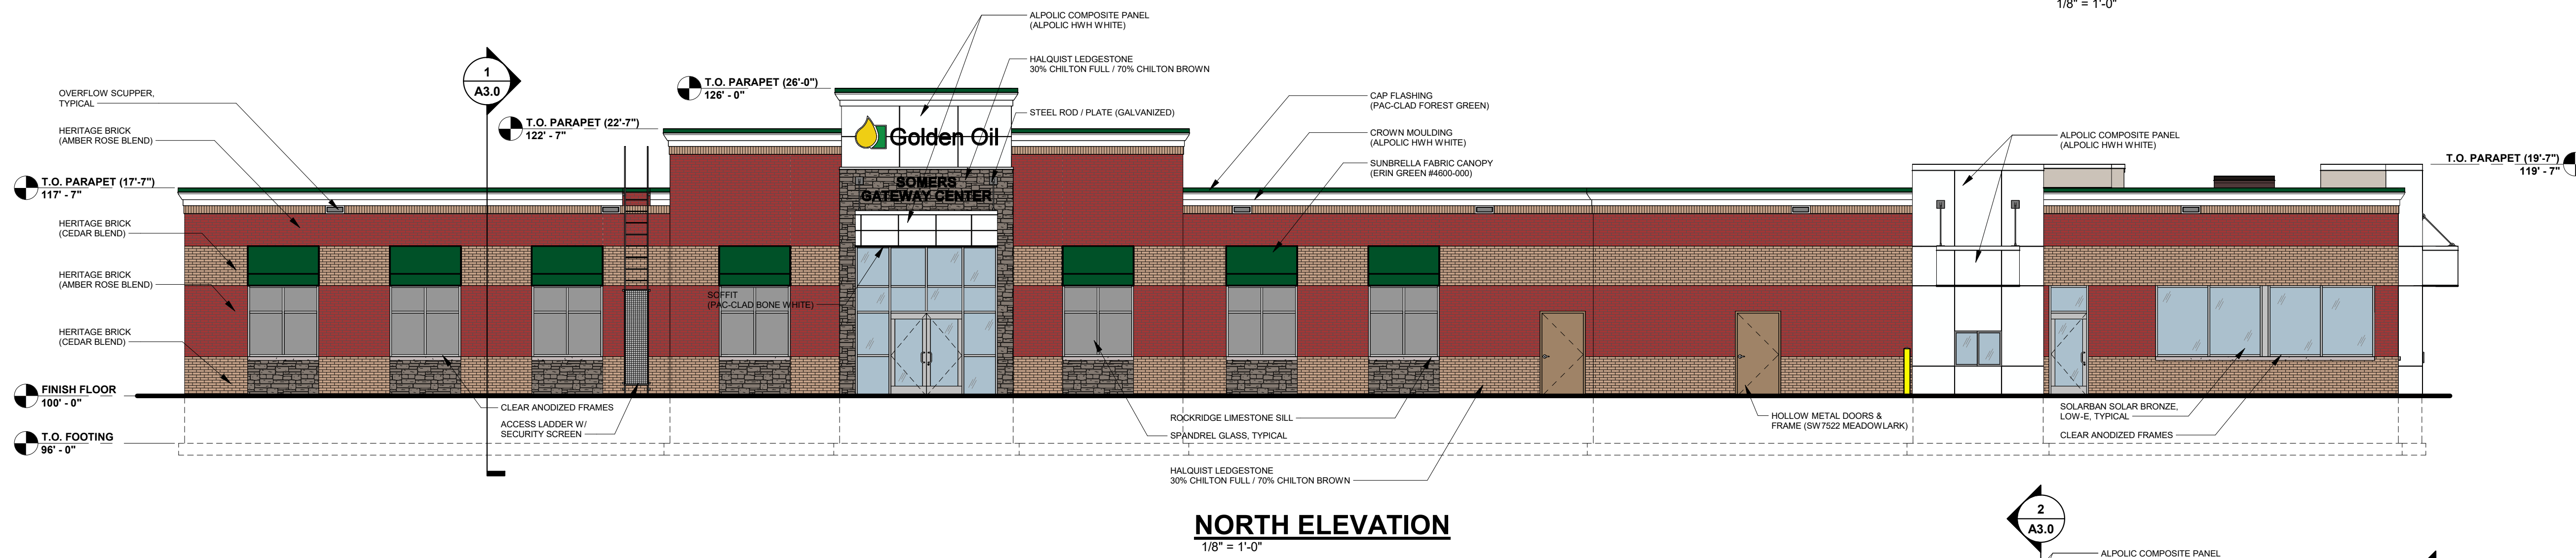 1/8" = 1'-0"
ALPOLIC COMPOSITE PANEL
(ALPOLIC HWH WHITE)
HALQUIST LEDGESTONE
30% CHILTON FULL / 70% CHILTON BROWN
1
A3.0
T.O. PARAPET (26'-0")
126' - 0"
OVERFLOW SCUPPER,
TYPICAL
CAP FLASHING
(PAC-CLAD FOREST GREEN)
STEEL ROD / PLATE (GALVANIZED)
T.O. PARAPET (22'-7")
122' - 7"
HERITAGE BRICK
(AMBER ROSE BLEND)
Golden Oil
CROWN MOULDING
(ALPOLIC HWH WHITE)
ALPOLIC COMPOSITE PANEL
(ALPOLIC HWH WHITE)
SUNBRELLA FABRIC CANOPY
(ERIN GREEN #4600-000)
T.O. PARAPET (19'-7")
119' - 7"
T.O. PARAPET (17'-7")
117' - 7"
SOMERS
GATEWAY CENTER
HERITAGE BRICK
(CEDAR BLEND)
HERITAGE BRICK
(AMBER ROSE BLEND)
SOFFIT
(PAC-CLAD BONE WHITE)
HERITAGE BRICK
(CEDAR BLEND)
FINISH FLOOR
100' - 0"
CLEAR ANODIZED FRAMES
ACCESS LADDER W/
SECURITY SCREEN
ROCKRIDGE LIMESTONE SILL
SPANDREL GLASS, TYPICAL
HOLLOW METAL DOORS &
FRAME (SW7522 MEADOWLARK)
SOLARBAN SOLAR BRONZE,
LOW-E, TYPICAL
CLEAR ANODIZED FRAMES
T.O. FOOTING
96' - 0"
HALQUIST LEDGESTONE
30% CHILTON FULL / 70% CHILTON BROWN
NORTH ELEVATION
1/8" = 1'-0"
2
A3.0
ALPOLIC COMPOSITE PANEL